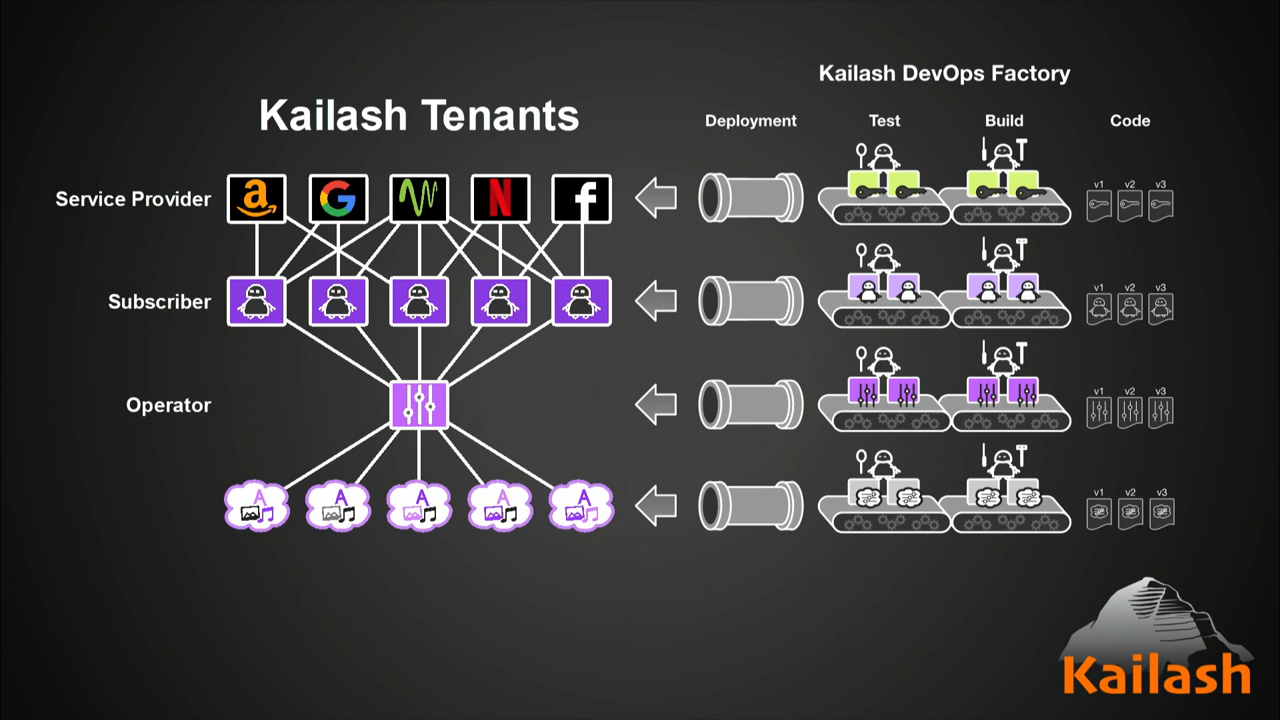 Kailash DevOps Factory
Kailash Tenants
Deployment Test Build Code
Service Provider
v1 v2 v3
Subscriber
v1 v2 v3
Operator
v1 v2 v3
A A A A A
v1 v2 v3
Kailash